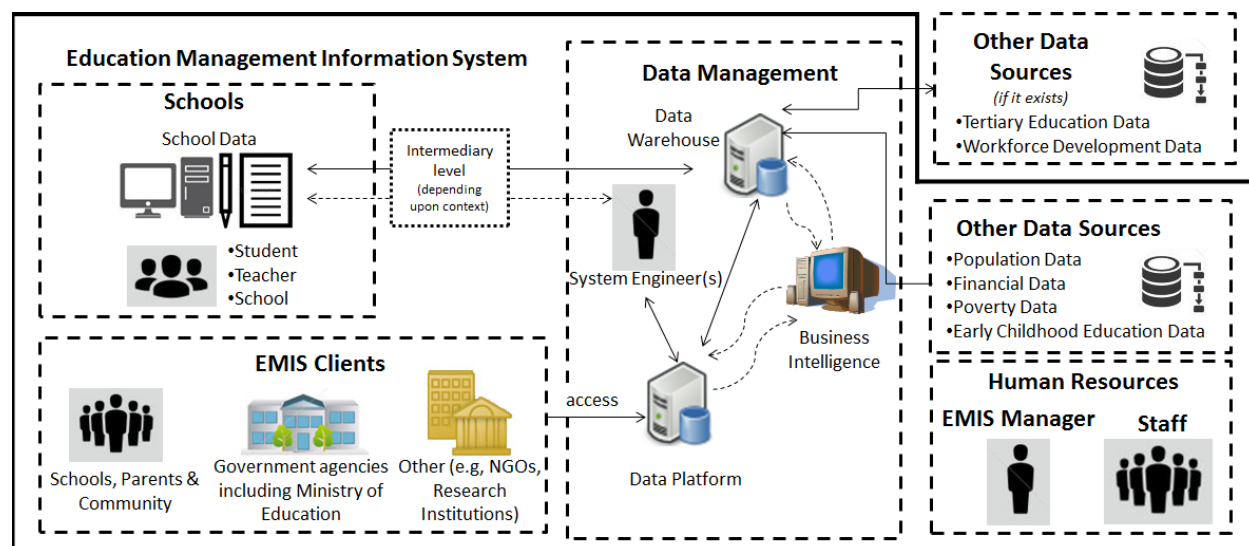 Education Management Information System
Schools
School Data
•Student
•Teacher
•School
Intermediary
level
(depending
upon context)
Data Management
Data
Warehouse
System Engineer(s)
Business
Intelligence
Data Platform
Other Data
Sources
(if it exists)
•Tertiary Education Data
•Workforce Development Data
Other Data Sources
•Population Data
•Financial Data
•Poverty Data
•Early Childhood Education Data
EMIS Clients
Schools, Parents &
Community
Government agencies
including Ministry of
Education
Other (e.g, NGOs,
Research
Institutions)
access
Human Resources
EMIS Manager
Staff